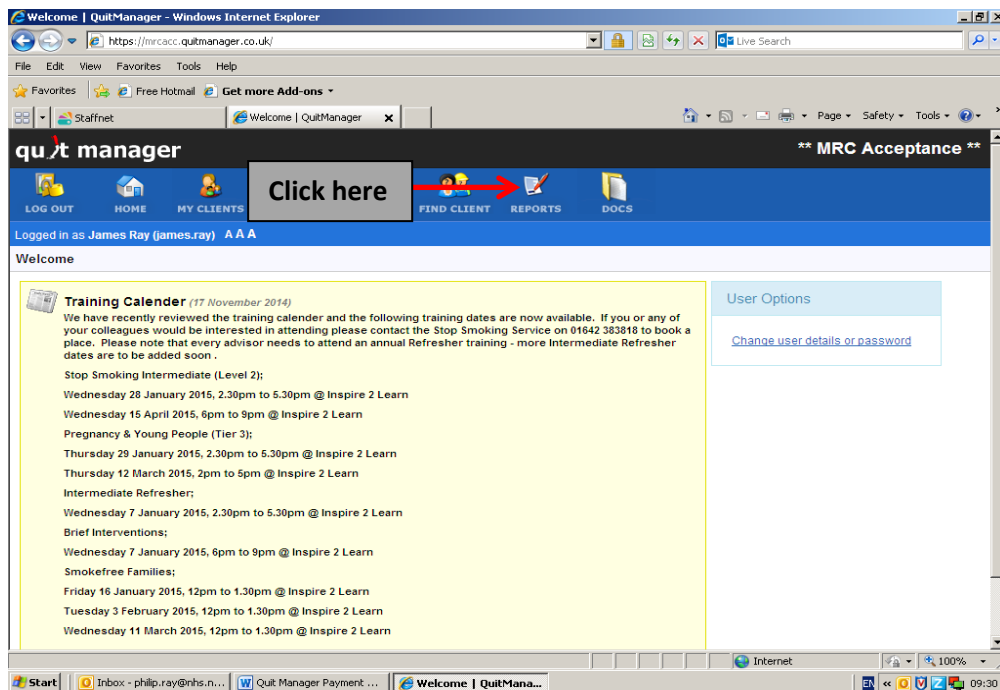 Welcome | QuitManager - Windows Internet Explorer
https://mrcacc.quitmanager.co.uk/
Live Search
File Edit View Favorites Tools Help
Favorites Free Hotmail Get more Add-ons
Staffnet Welcome | QuitManager Page Safety Tools
quit manager ** MRC Acceptance **
Click here
LOG OUT HOME MY CLIENTS FIND CLIENT REPORTS DOCS
Logged in as James Ray (james.ray) A A A
Welcome
Training Calender (17 November 2014)
We have recently reviewed the training calender and the following training dates are now available. If you or any of
your colleagues would be interested in attending please contact the Stop Smoking Service on 01642 383818 to book a
place. Please note that every advisor needs to attend an annual Refresher training - more Intermediate Refresher
dates are to be added soon .
Stop Smoking Intermediate (Level 2);
Wednesday 28 January 2015, 2.30pm to 5.30pm @ Inspire 2 Learn
Wednesday 15 April 2015, 6pm to 9pm @ Inspire 2 Learn
Pregnancy & Young People (Tier 3);
Thursday 29 January 2015, 2.30pm to 5.30pm @ Inspire 2 Learn
Thursday 12 March 2015, 2pm to 5pm @ Inspire 2 Learn
Intermediate Refresher;
Wednesday 7 January 2015, 2.30pm to 5.30pm @ Inspire 2 Learn
Brief Interventions;
Wednesday 7 January 2015, 6pm to 9pm @ Inspire 2 Learn
Smokefree Families;
Friday 16 January 2015, 12pm to 1.30pm @ Inspire 2 Learn
Tuesday 3 February 2015, 12pm to 1.30pm @ Inspire 2 Learn
Wednesday 11 March 2015, 12pm to 1.30pm @ Inspire 2 Learn
User Options
Change user details or password
Internet 100%
Start Inbox - philip.ray@nhs.n... Quit Manager Payment ... Welcome | QuitMana... EN 09:30